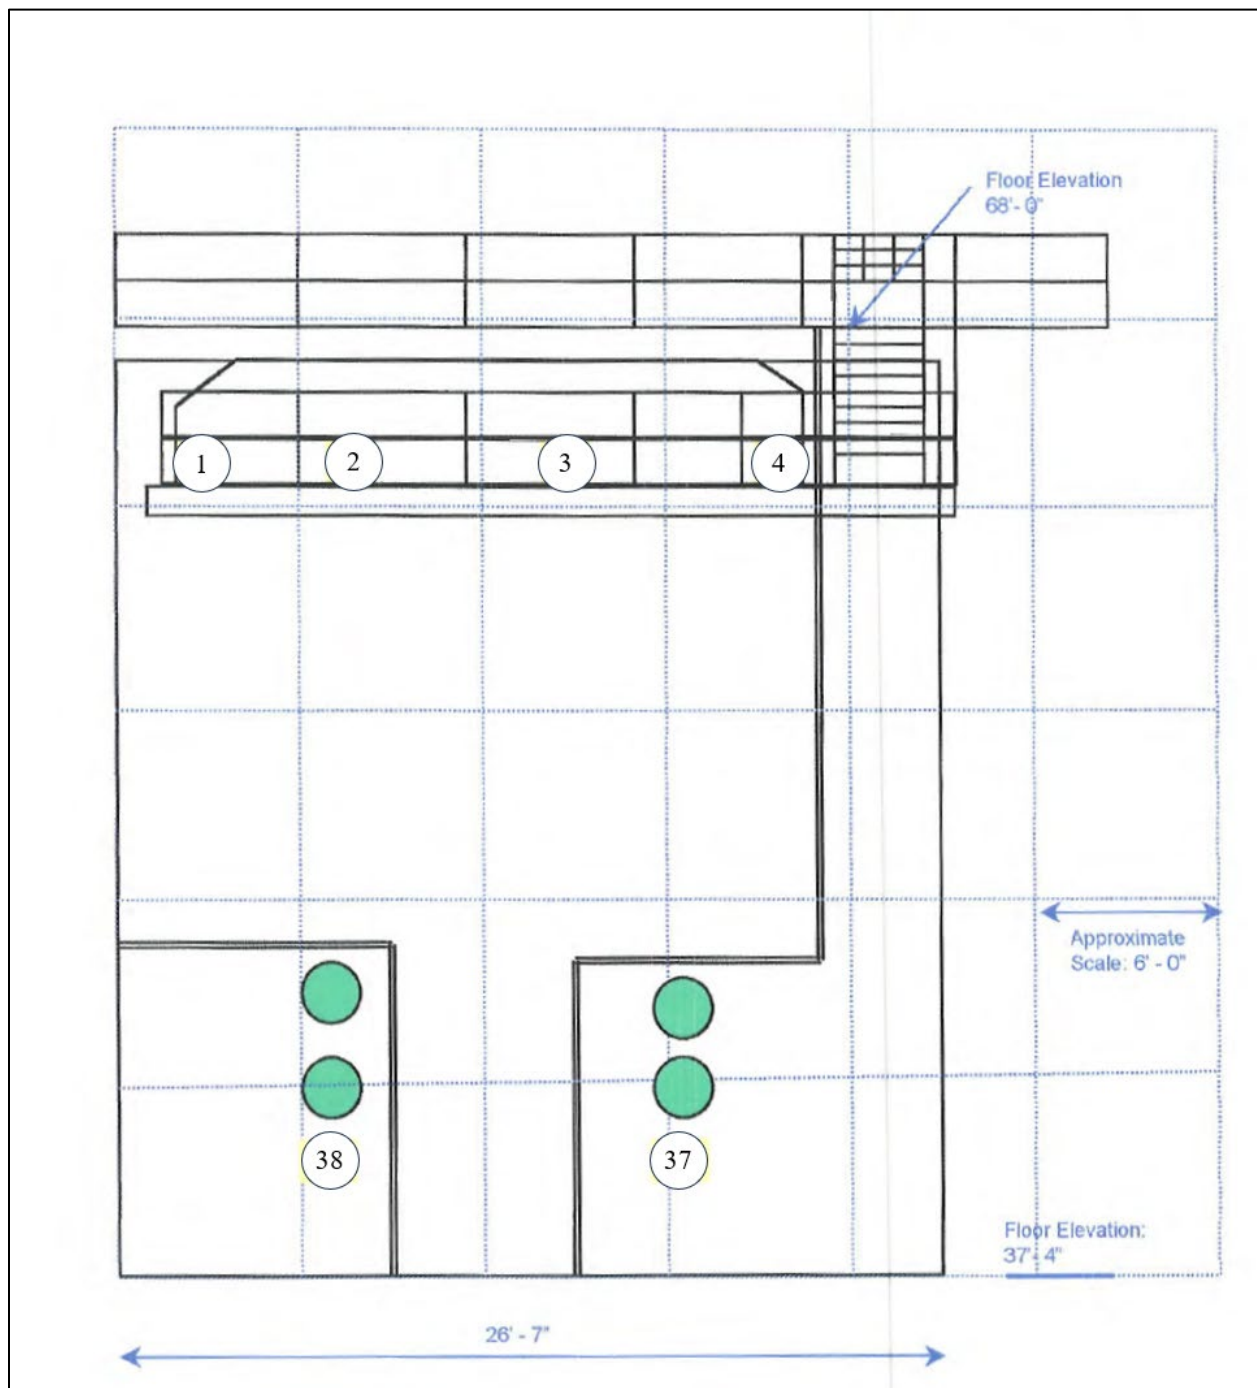 Floor Elevation
68'- 0"
1
2
3
4
Approximate
Scale: 6' - 0"
38
37
Floor Elevation:
37'- 4"
26' - 7"